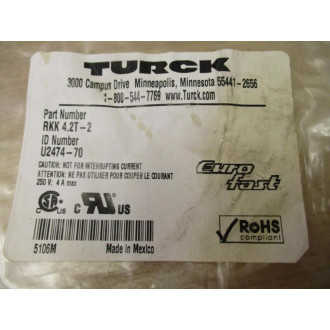 TURCK
3000 Campus Drive Minneapolis, Minnesota 55441-2656
1-800-544-7769 www.Turck.com
Part Number
RKK 4.2T-2
ID Number
U2474-70
CAUTION: NOT FOR INTERRUPTING CURRENT
ATTENTION: NE PAS UTILISER POUR COUPER LE COURANT
250 V: 4 A max
Euro fast
C US
C US
RoHS
compliant
5106M
Made in Mexico